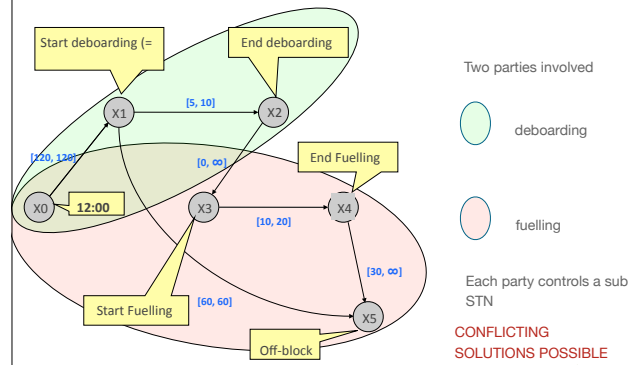 Start deboarding (=
End deboarding
Two parties involved
X1
[5, 10]
X2
deboarding
[120, 120]
[0, ∞]
End Fuelling
X0
12:00
X3
[10, 20]
X4
fuelling
[30, ∞]
Start Fuelling
[60, 60]
X5
Off-block
Each party controls a sub
STN
CONFLICTING
SOLUTIONS POSSIBLE